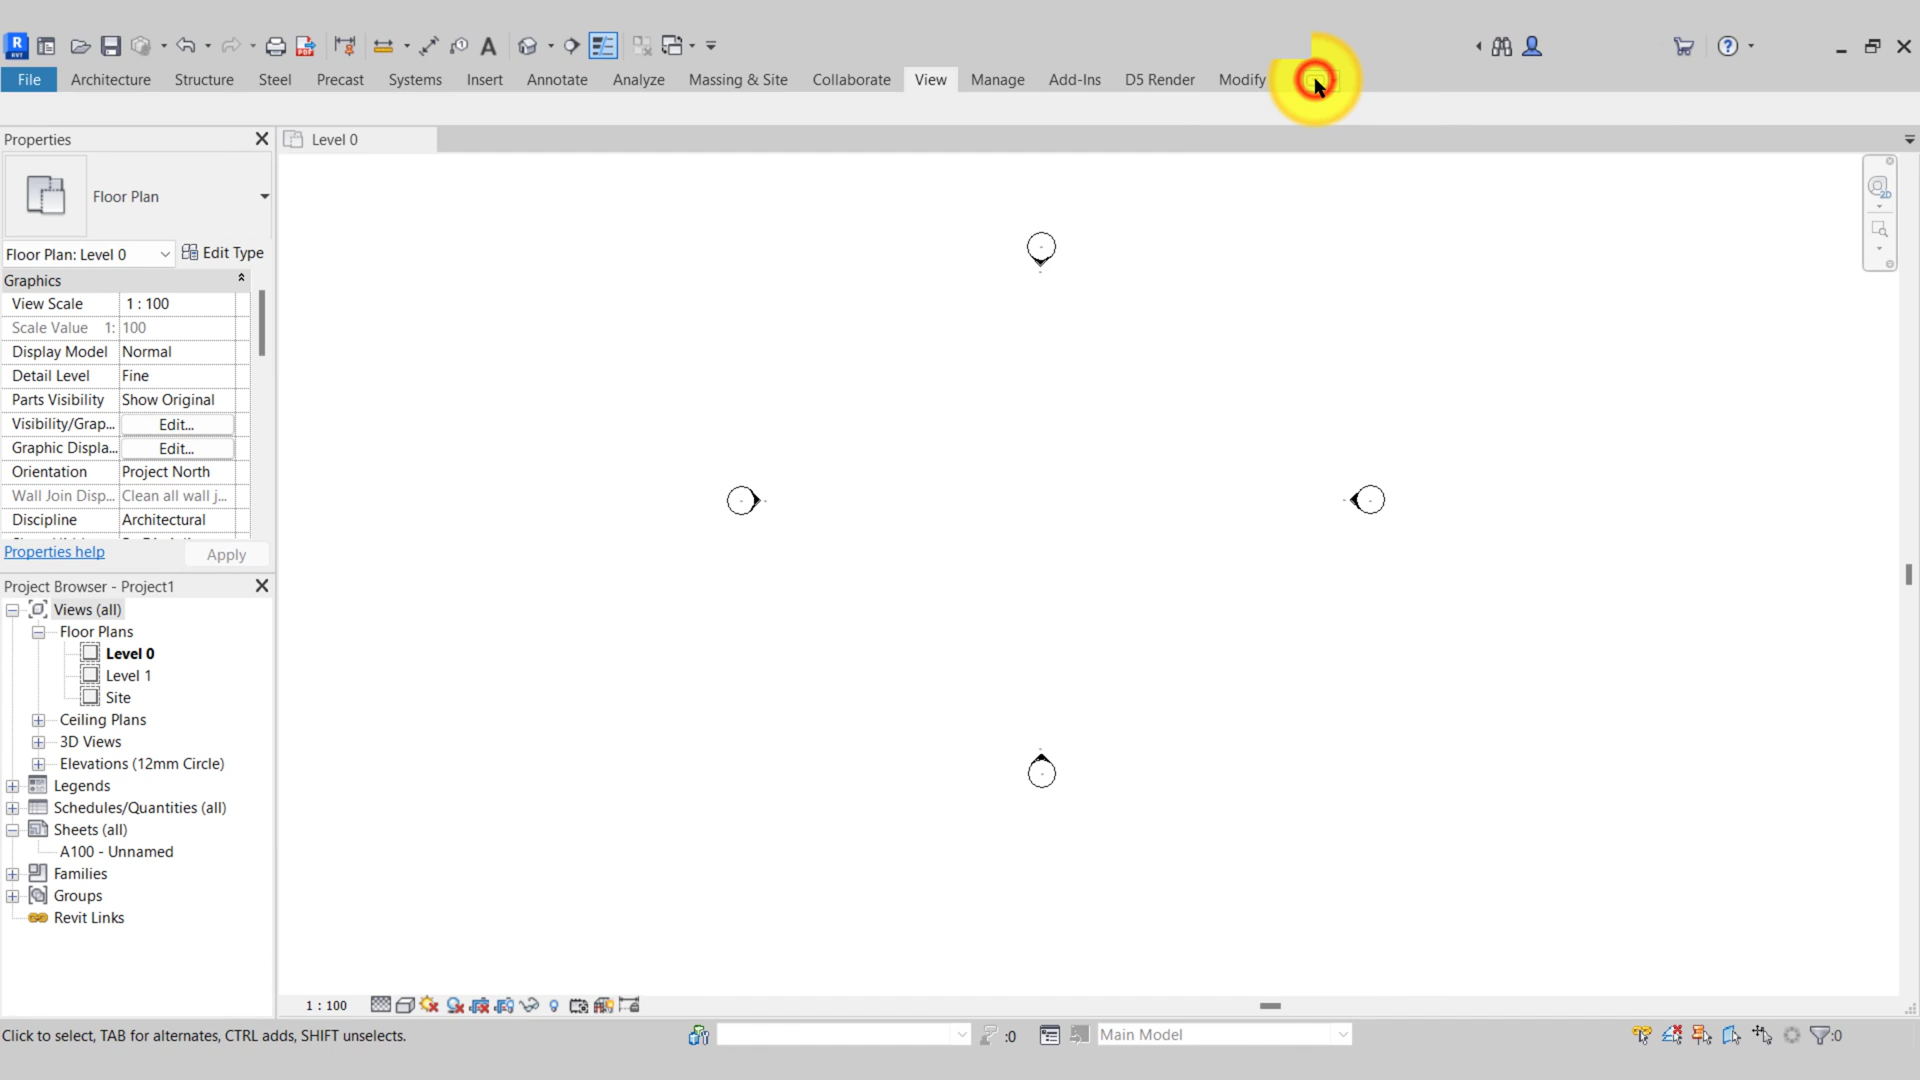 R
RVT
PDF
A
File Architecture Structure Steel Precast Systems Insert Annotate Analyze Massing & Site Collaborate View Manage Add-Ins D5 Render Modify
Properties
Level 0
Floor Plan
2D
Floor Plan: Level 0
Edit Type
Graphics
View Scale 1 : 100
Scale Value 1: 100
Display Model Normal
Detail Level Fine
Parts Visibility Show Original
Visibility/Grap... Edit...
Graphic Displa... Edit...
Orientation Project North
Wall Join Disp... Clean all wall j...
Discipline Architectural
Properties help
Apply
Project Browser - Project1
Views (all)
Floor Plans
Level 0
Level 1
Site
Ceiling Plans
3D Views
Elevations (12mm Circle)
Legends
Schedules/Quantities (all)
Sheets (all)
A100 - Unnamed
Families
Groups
Revit Links
1 : 100
Click to select, TAB for alternates, CTRL adds, SHIFT unselects.
:0
Main Model
:0